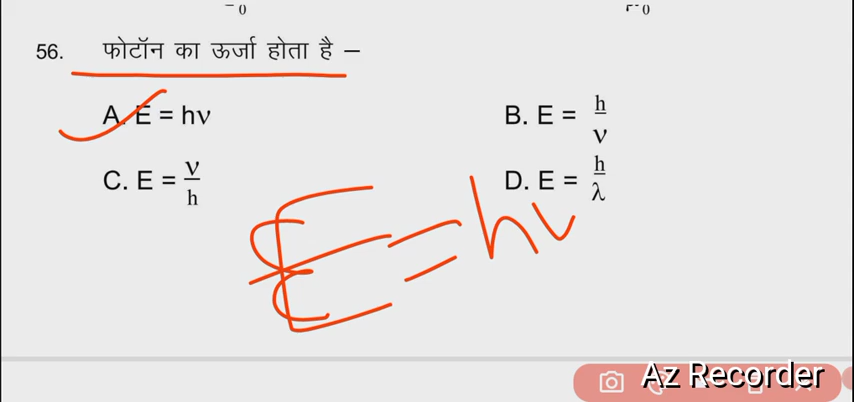 56. फोटॉन का ऊर्जा होता है –
A. E = hν
B. E = h/ν
C. E = ν/h
D. E = h/λ
E = hν
Az Recorder